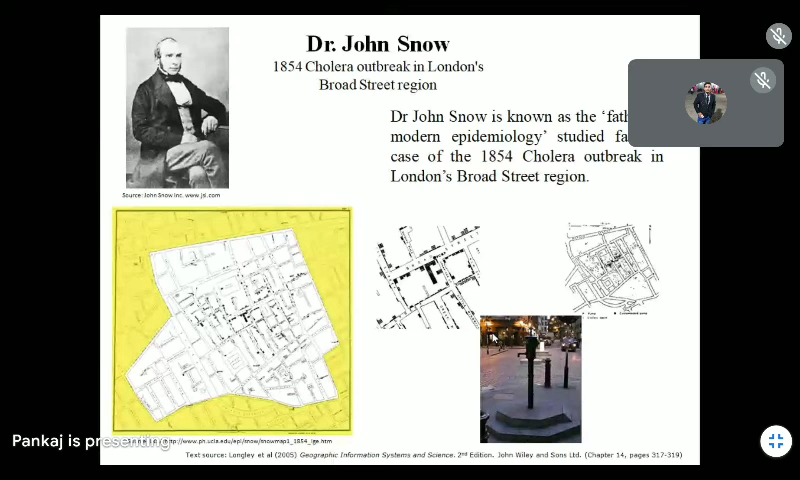 Dr. John Snow
1854 Cholera outbreak in London's
Broad Street region
Dr John Snow is known as the
modern epidemiology' studied
case of the 1854 Cholera outbreak in
London's Broad Street region.
Source: John Snow Inc. www.jsi.com
Pankaj is presenting
http://www.ph.ucla.edu/epi/snow/snowmap1_1854_lge.htm
Text source: Longley et al (2005) Geographic Information Systems and Science. 2nd Edition. John Wiley and Sons Ltd. (Chapter 14, pages 317-319)